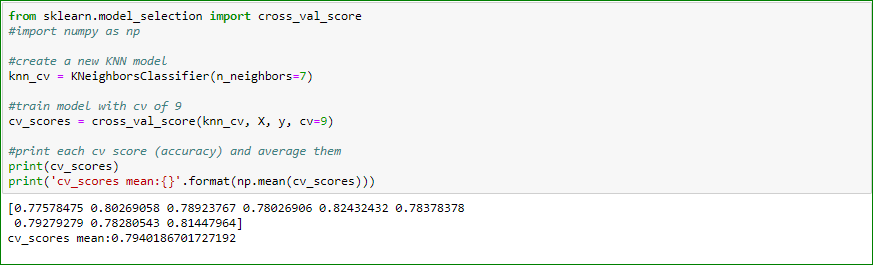 from sklearn.model_selection import cross_val_score
#import numpy as np
#create a new KNN model
knn_cv = KNeighborsClassifier(n_neighbors=7)
#train model with cv of 9
cv_scores = cross_val_score(knn_cv, X, y, cv=9)
#print each cv score (accuracy) and average them
print(cv_scores)
print('cv_scores mean:{}'.format(np.mean(cv_scores)))
[0.77578475 0.80269058 0.78923767 0.78026906 0.82432432 0.78378378
0.79279279 0.78280543 0.81447964]
cv_scores mean:0.7940186701727192